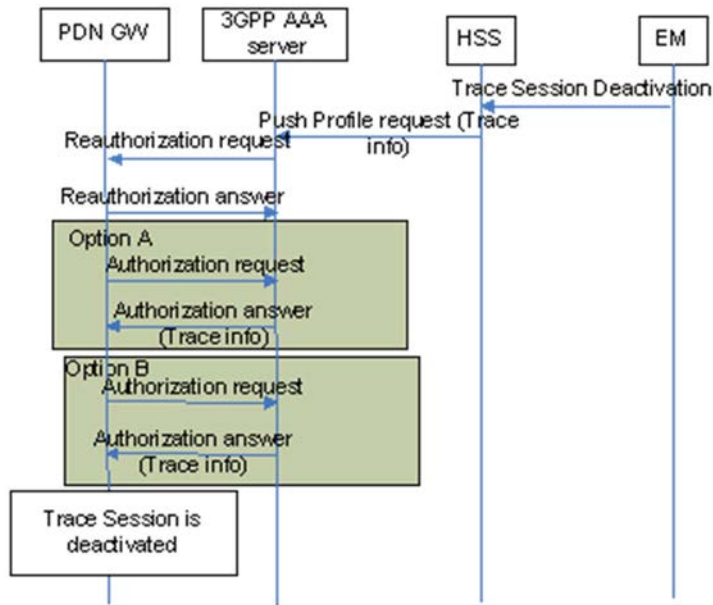 PDN GW
3GPP AAA
server
HSS
EM
Trace Session Deactivation
Push Profile request (Trace
info)
Reauthorization request
Reauthorization answer
Option A
Authorization request
Authorization answer
(Trace info)
Option B
Authorization request
Authorization answer
(Trace info)
Trace Session is
deactivated